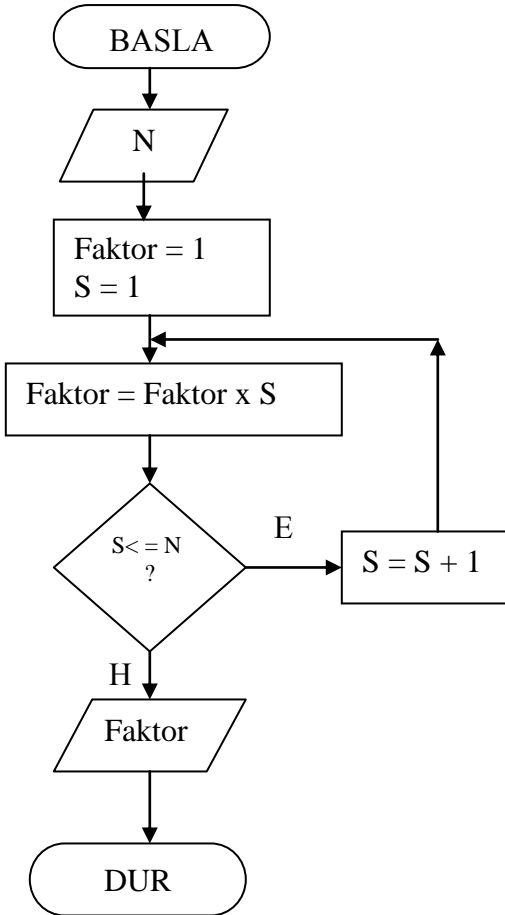 BASLA
N
Faktor = 1
S = 1
Faktor = Faktor x S
S< = N
?
E
S = S + 1
H
Faktor
DUR